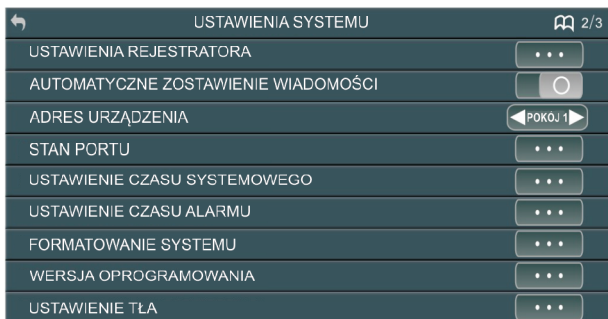 USTAWIENIA SYSTEMU 2/3
USTAWIENIA REJESTRATORA
AUTOMATYCZNE ZOSTAWIENIE WIADOMOŚCI
ADRES URZĄDZENIA POKÓJ 1
STAN PORTU
USTAWIENIE CZASU SYSTEMOWEGO
USTAWIENIE CZASU ALARMU
FORMATOWANIE SYSTEMU
WERSJA OPROGRAMOWANIA
USTAWIENIE TŁA